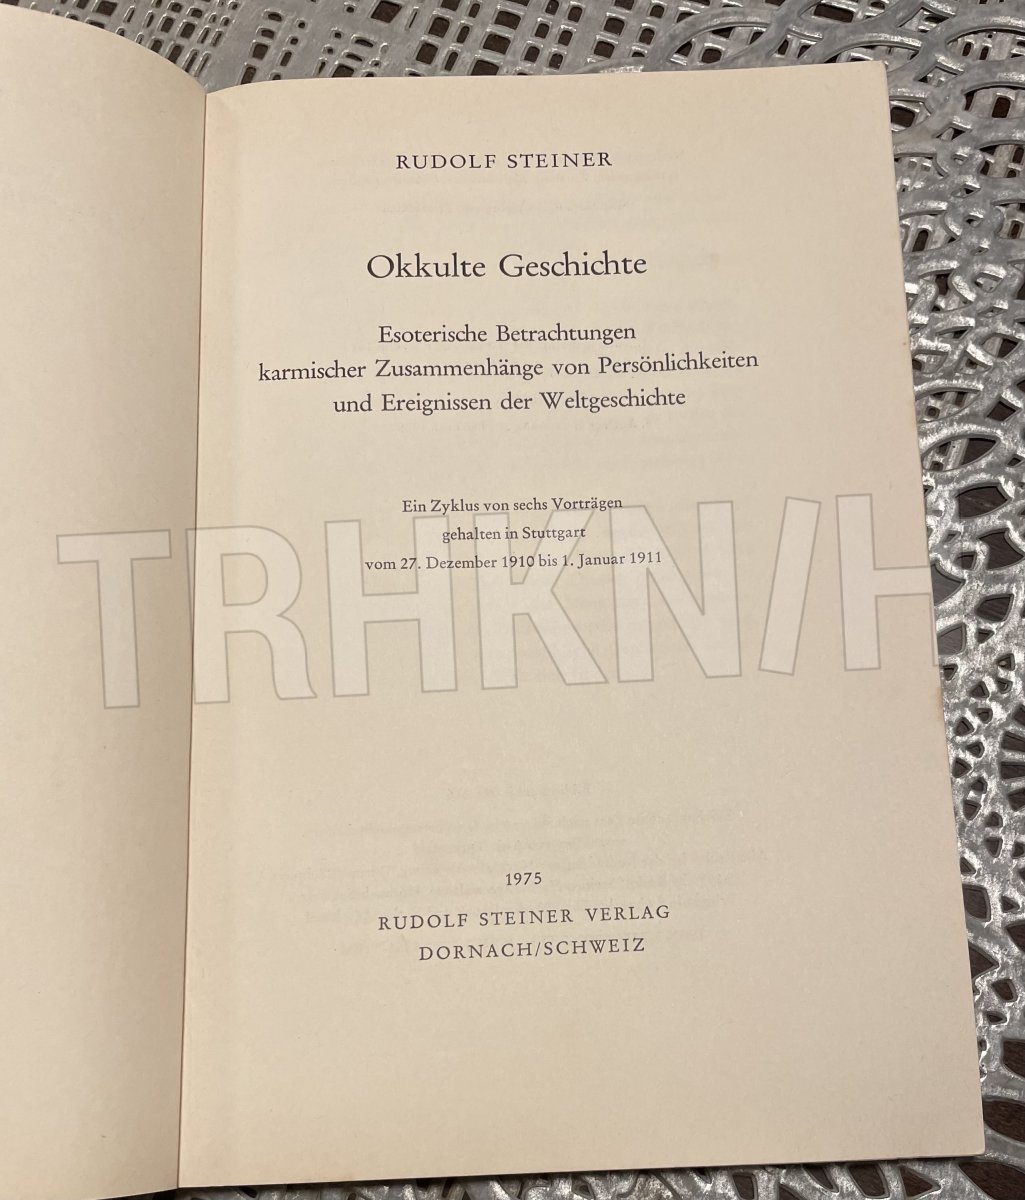 RUDOLF STEINER
Okkulte Geschichte
Esoterische Betrachtungen
karmischer Zusammenhänge von Persönlichkeiten
und Ereignissen der Weltgeschichte
Ein Zyklus von sechs Vorträgen
gehalten in Stuttgart
vom 27. Dezember 1910 bis 1. Januar 1911
TRHKN/H
1975
RUDOLF STEINER VERLAG
DORNACH/SCHWEIZ